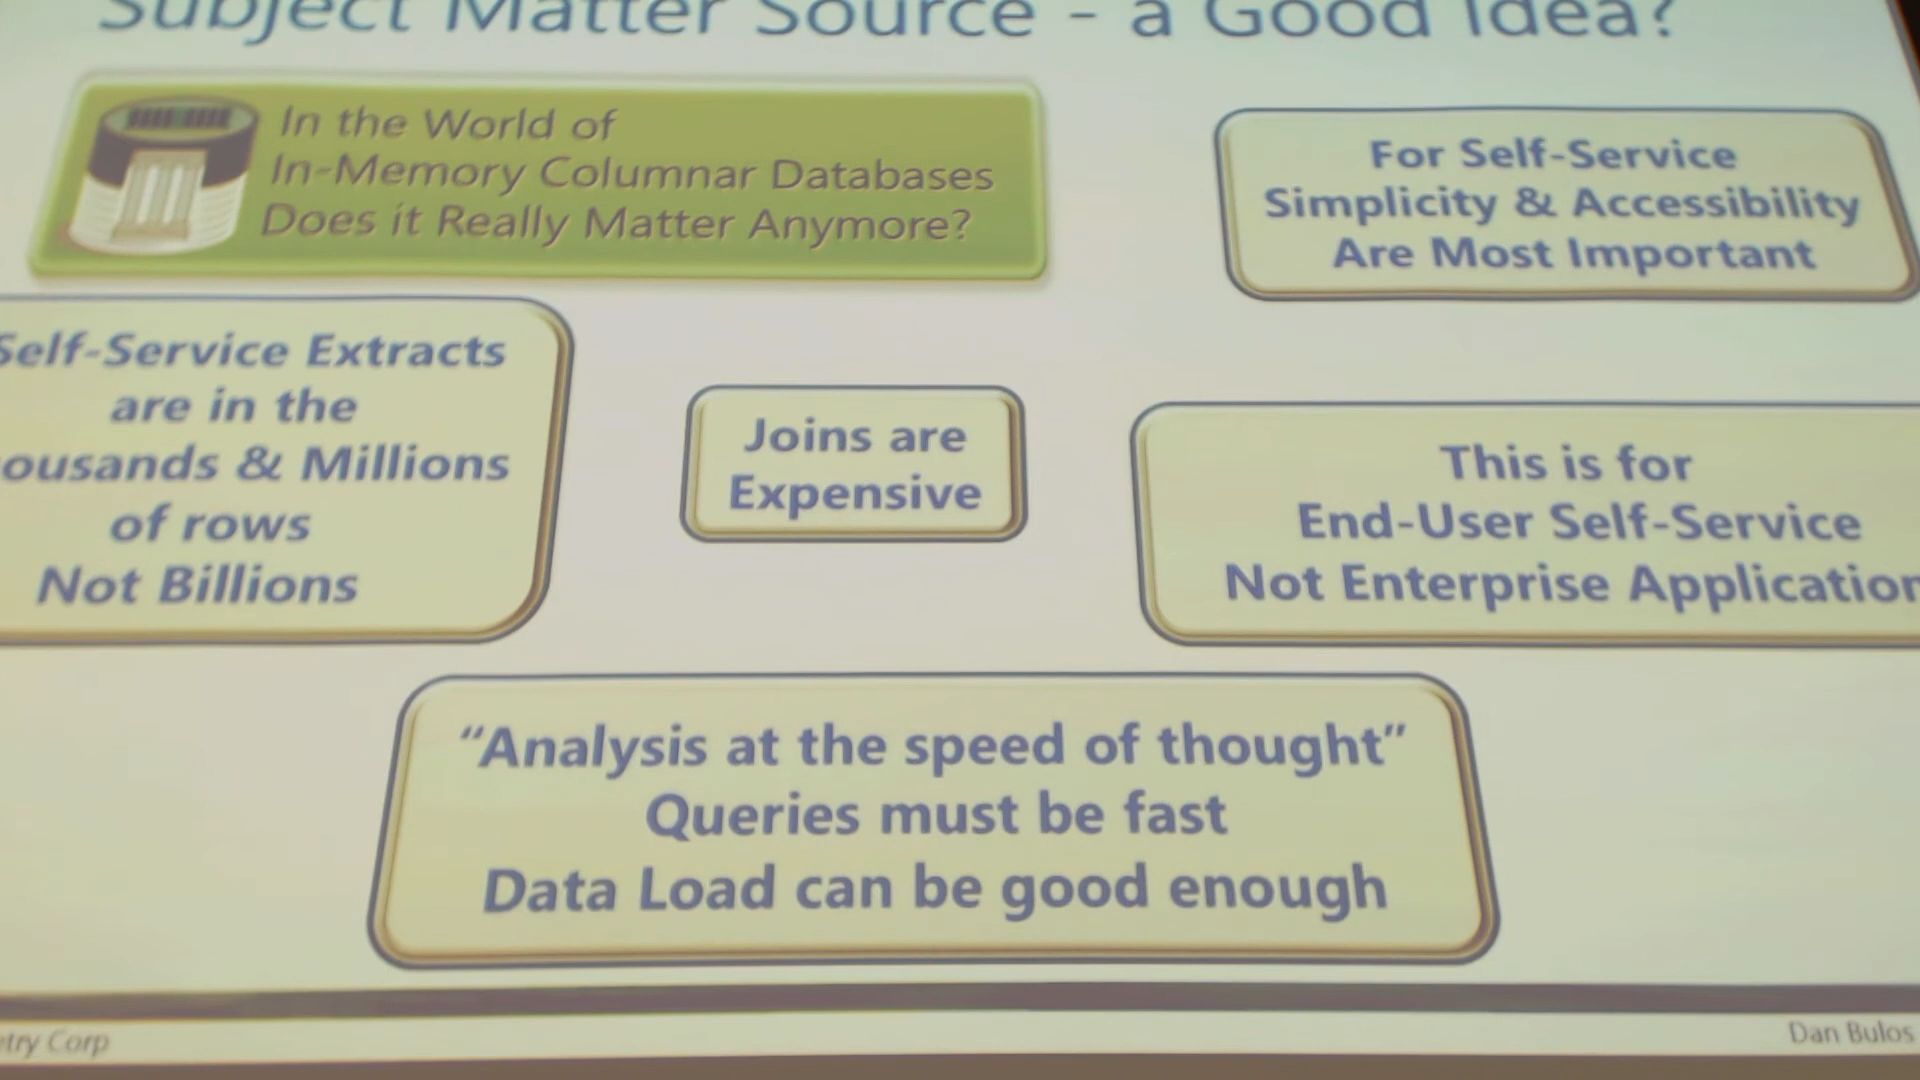 Subject Matter Source - a Good Idea?
In the World of
In-Memory Columnar Databases
Does it Really Matter Anymore?
For Self-Service
Simplicity & Accessibility
Are Most Important
Self-Service Extracts
are in the
ousands & Millions
of rows
Not Billions
Joins are
Expensive
This is for
End-User Self-Service
Not Enterprise Application
"Analysis at the speed of thought"
Queries must be fast
Data Load can be good enough
etry Corp
Dan Bulos